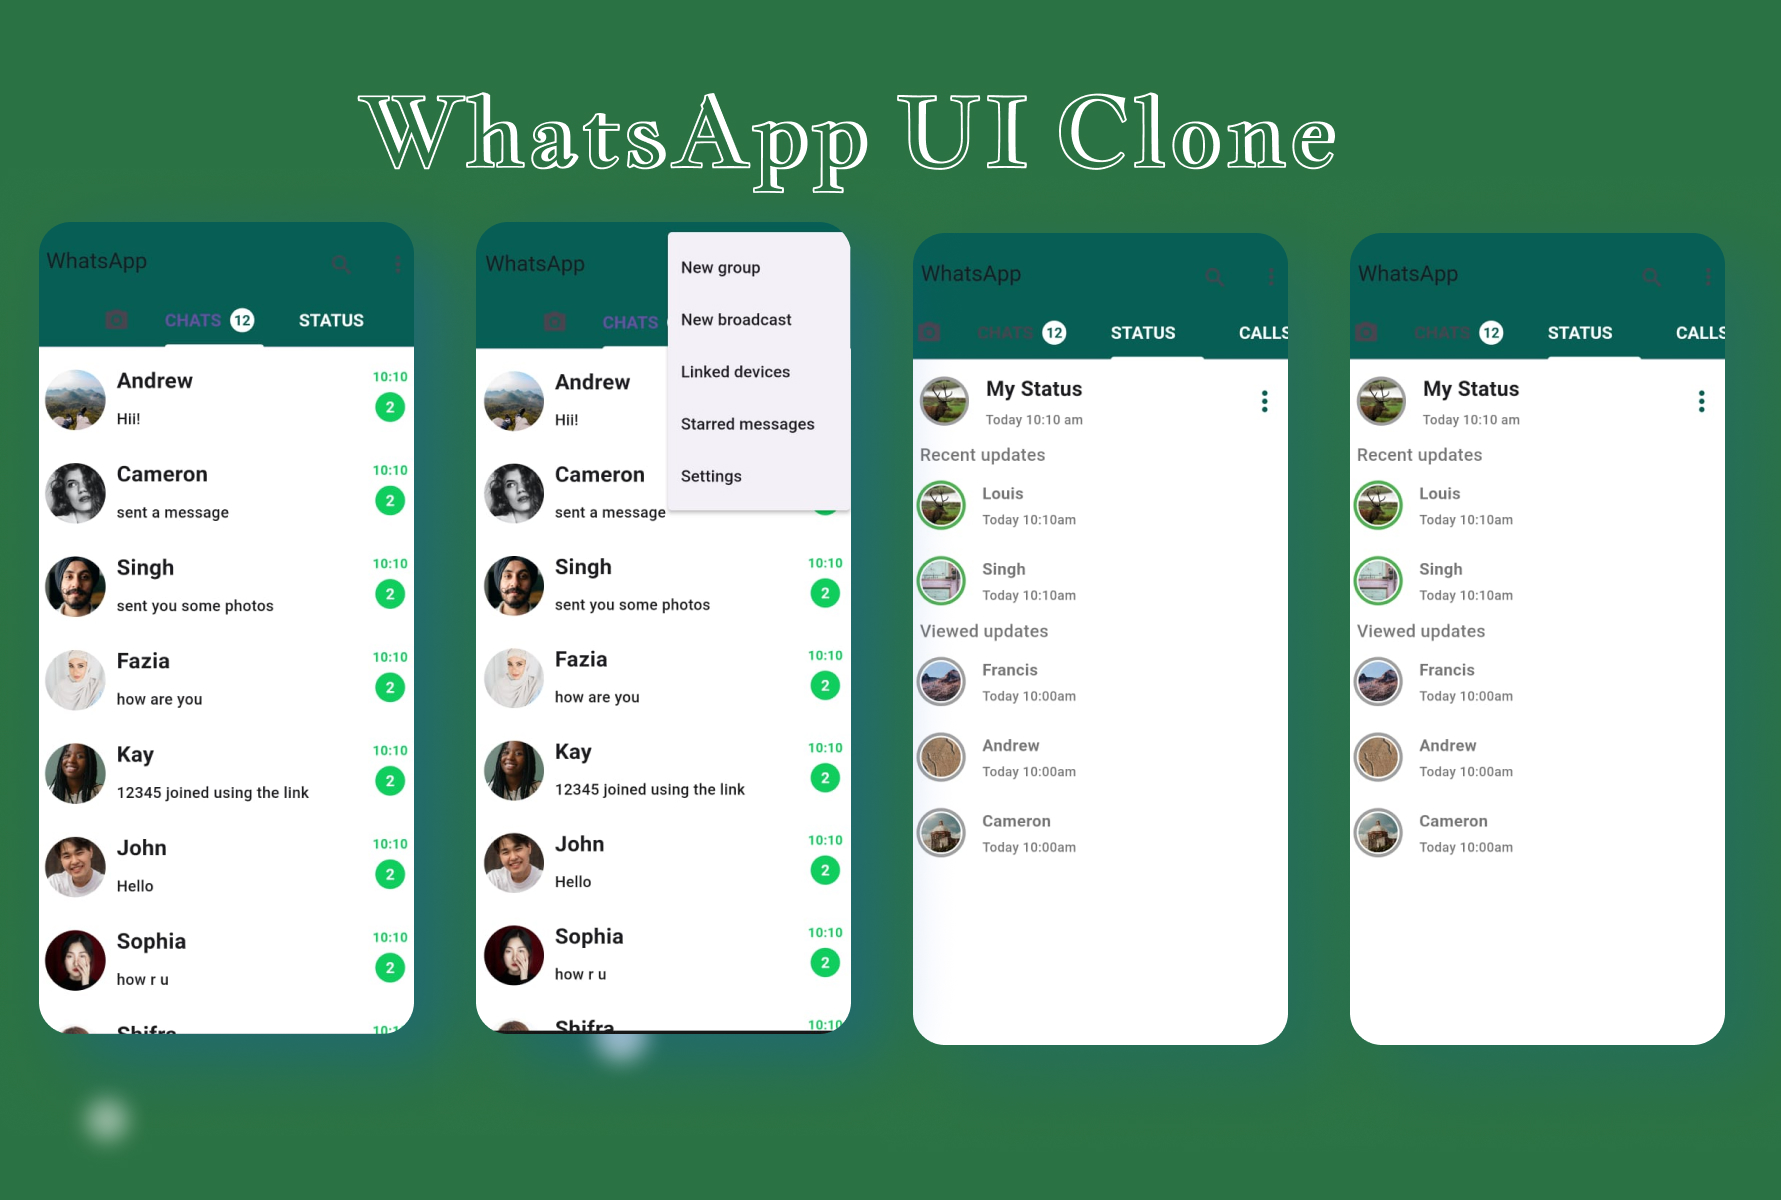 WhatsApp UI Clone
WhatsApp
CHATS 12 STATUS
Andrew 10:10
Hii! 2
Cameron 10:10
sent a message 2
Singh 10:10
sent you some photos 2
Fazia 10:10
how are you 2
Kay 10:10
12345 joined using the link 2
John 10:10
Hello 2
Sophia 10:10
how r u 2
Shifra
WhatsApp
CHATS
New group
New broadcast
Linked devices
Starred messages
Settings
Andrew
Hii!
Cameron
sent a message
Singh 10:10
sent you some photos 2
Fazia 10:10
how are you 2
Kay 10:10
12345 joined using the link 2
John 10:10
Hello 2
Sophia 10:10
how r u 2
Shifra 10:10
WhatsApp
CHATS 12 STATUS CALLS
My Status
Today 10:10 am
Recent updates
Louis
Today 10:10am
Singh
Today 10:10am
Viewed updates
Francis
Today 10:00am
Andrew
Today 10:00am
Cameron
Today 10:00am
WhatsApp
CHATS 12 STATUS CALLS
My Status
Today 10:10 am
Recent updates
Louis
Today 10:10am
Singh
Today 10:10am
Viewed updates
Francis
Today 10:00am
Andrew
Today 10:00am
Cameron
Today 10:00am